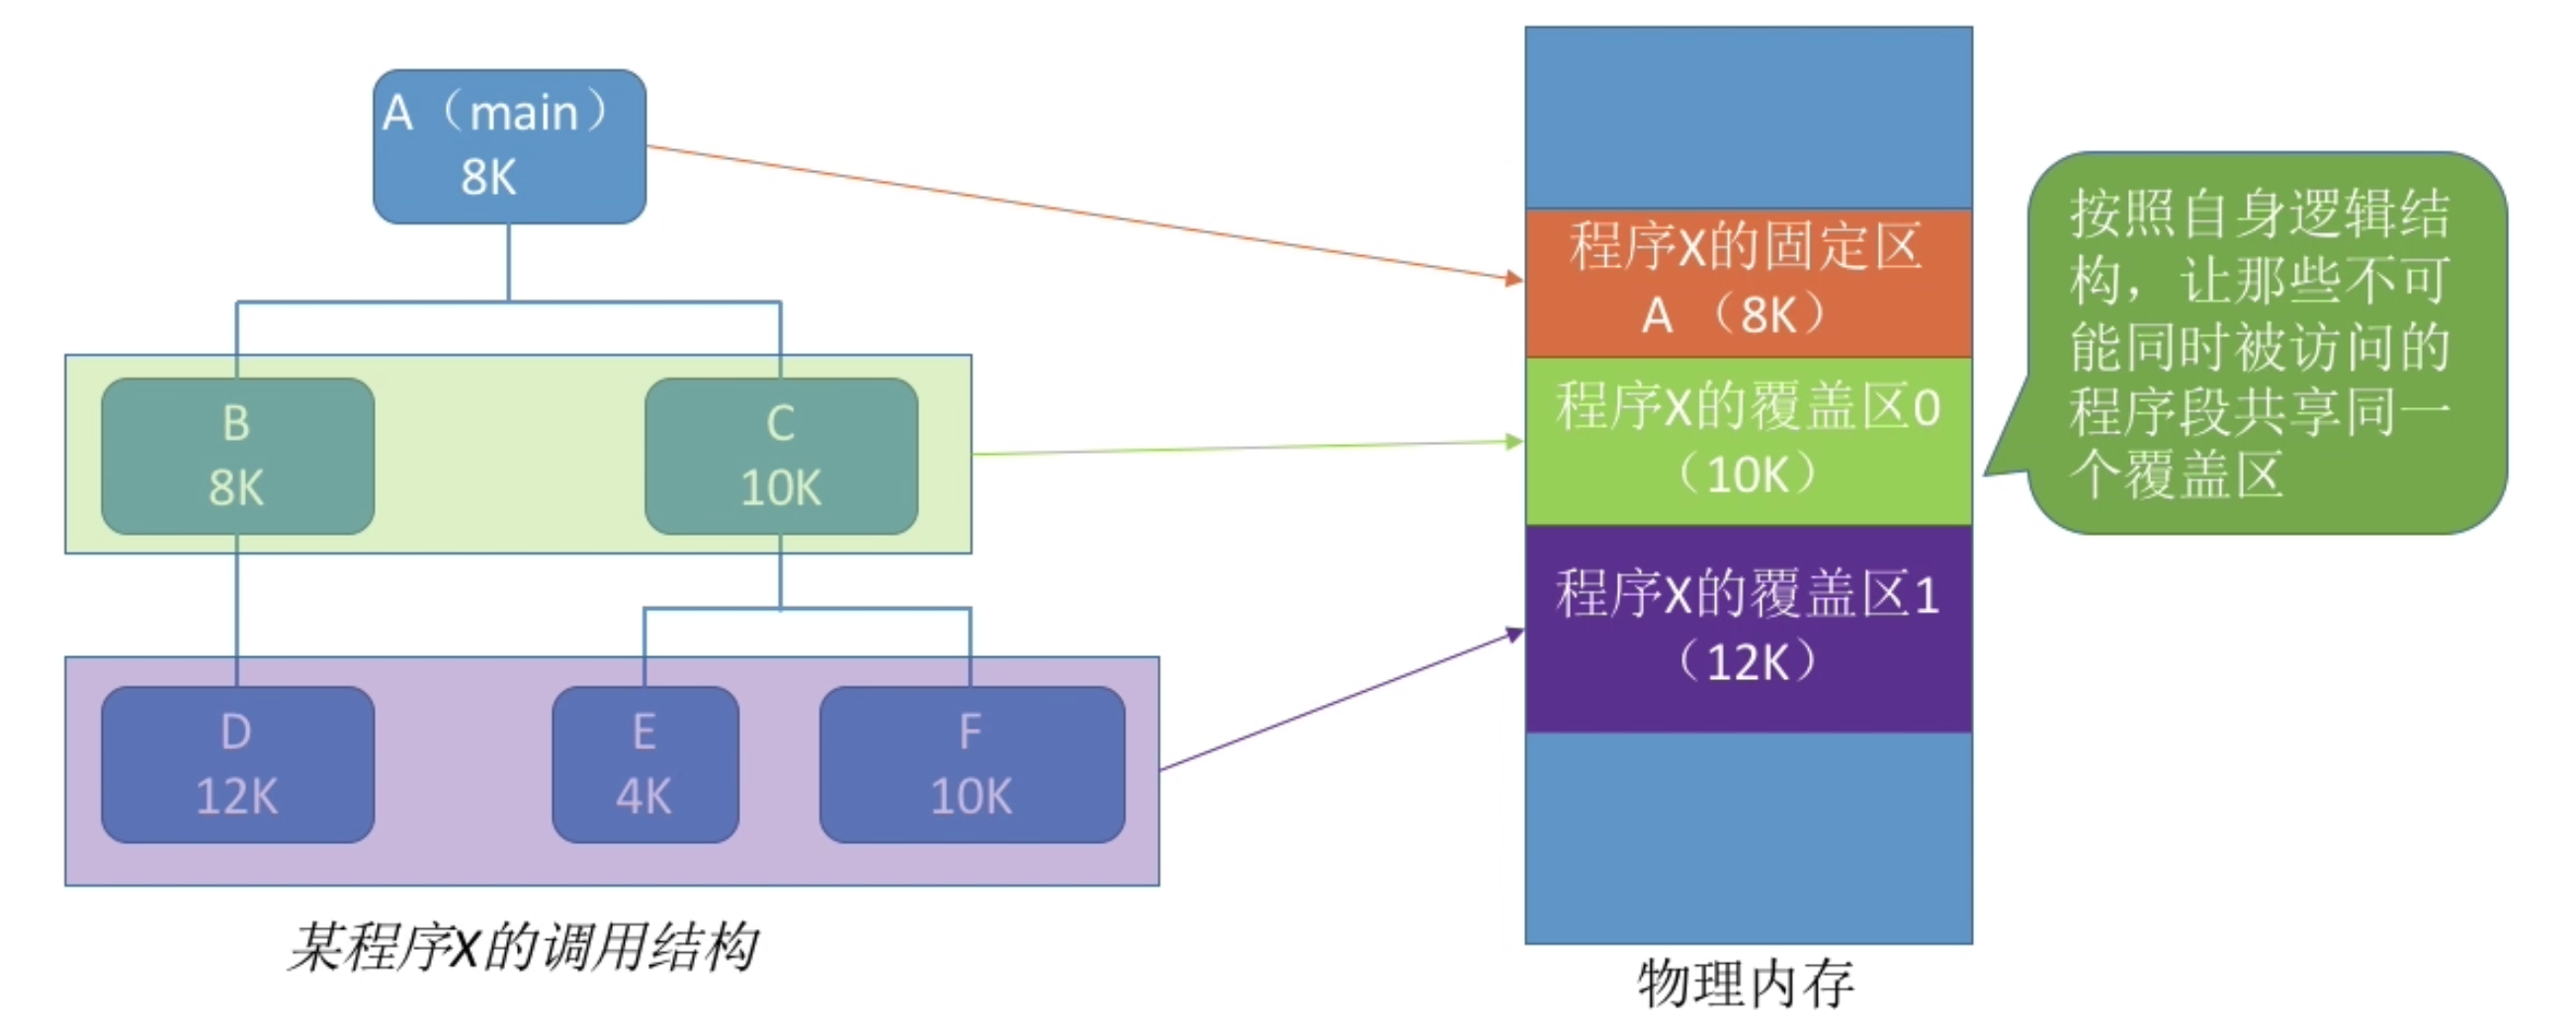 A（main）
8K
B
8K
C
10K
D
12K
E
4K
F
10K
某程序X的调用结构
程序X的固定区
A （8K）
程序X的覆盖区0
（10K）
程序X的覆盖区1
（12K）
物理内存
按照自身逻辑结
构，让那些不可
能同时被访问的
程序段共享同一
个覆盖区